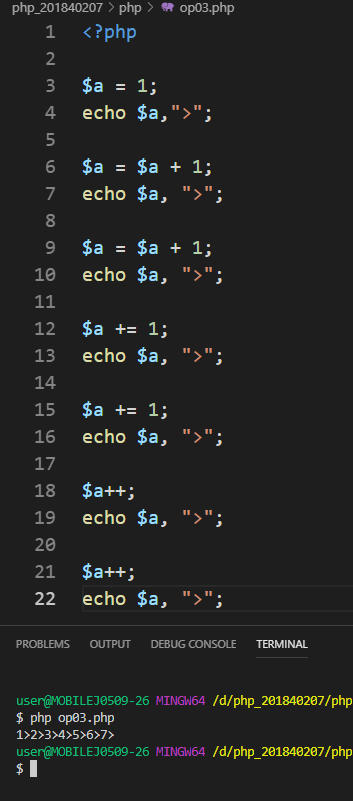 php_201840207 > php > op03.php
1 <?php
2
3 $a = 1;
4 echo $a,">";
5
6 $a = $a + 1;
7 echo $a, ">";
8
9 $a = $a + 1;
10 echo $a, ">";
11
12 $a += 1;
13 echo $a, ">";
14
15 $a += 1;
16 echo $a, ">";
17
18 $a++;
19 echo $a, ">";
20
21 $a++;
22 echo $a, ">";
PROBLEMS OUTPUT DEBUG CONSOLE TERMINAL
user@MOBILEJ0509-26 MINGW64 /d/php_201840207/php
$ php op03.php
1>2>3>4>5>6>7>
user@MOBILEJ0509-26 MINGW64 /d/php_201840207/php
$